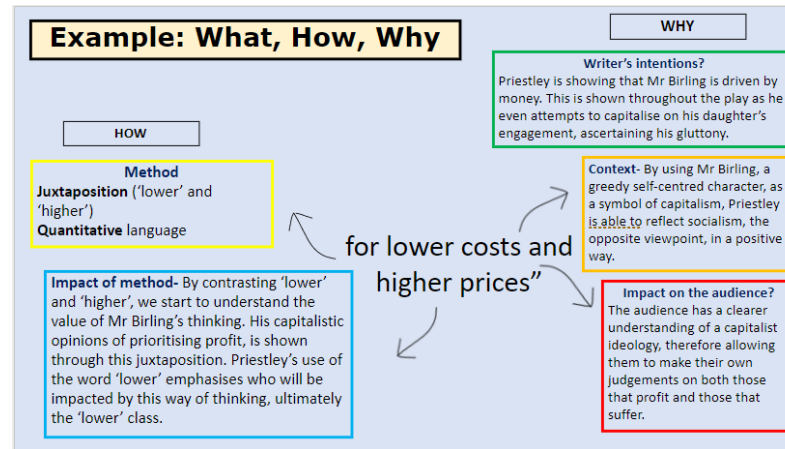 Example: What, How, Why
HOW
Method
Juxtaposition (‘lower’ and
‘higher’)
Quantitative language
Impact of method- By contrasting ‘lower’
and ‘higher’, we start to understand the
value of Mr Birling’s thinking. His capitalistic
opinions of prioritising profit, is shown
through this juxtaposition. Priestley’s use of
the word ‘lower’ emphasises who will be
impacted by this way of thinking, ultimately
the ‘lower’ class.
for lower costs and
higher prices”
WHY
Writer’s intentions?
Priestley is showing that Mr Birling is driven by
money. This is shown throughout the play as he
even attempts to capitalise on his daughter’s
engagement, ascertaining his gluttony.
Context- By using Mr Birling, a
greedy self-centred character, as
a symbol of capitalism, Priestley
is able to reflect socialism, the
opposite viewpoint, in a positive
way.
Impact on the audience?
The audience has a clearer
understanding of a capitalist
ideology, therefore allowing
them to make their own
judgements on both those
that profit and those that
suffer.